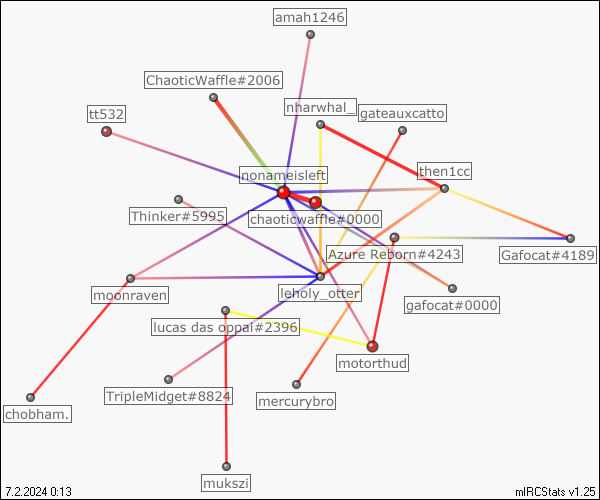 amah1246
ChaoticWaffle#2006
nharwhal_
gateauxcatto
tt532
nonameisleft
then1cc
Thinker#5995
chaoticwaffle#0000
Azure Reborn#4243
Gafocat#4189
moonraven
leholy_otter
gafocat#0000
lucas das oppai#2396
motorthud
TripleMidget#8824
mercurybro
chobham.
mukszi
7.2.2024 0:13
mIRCStats v1.25